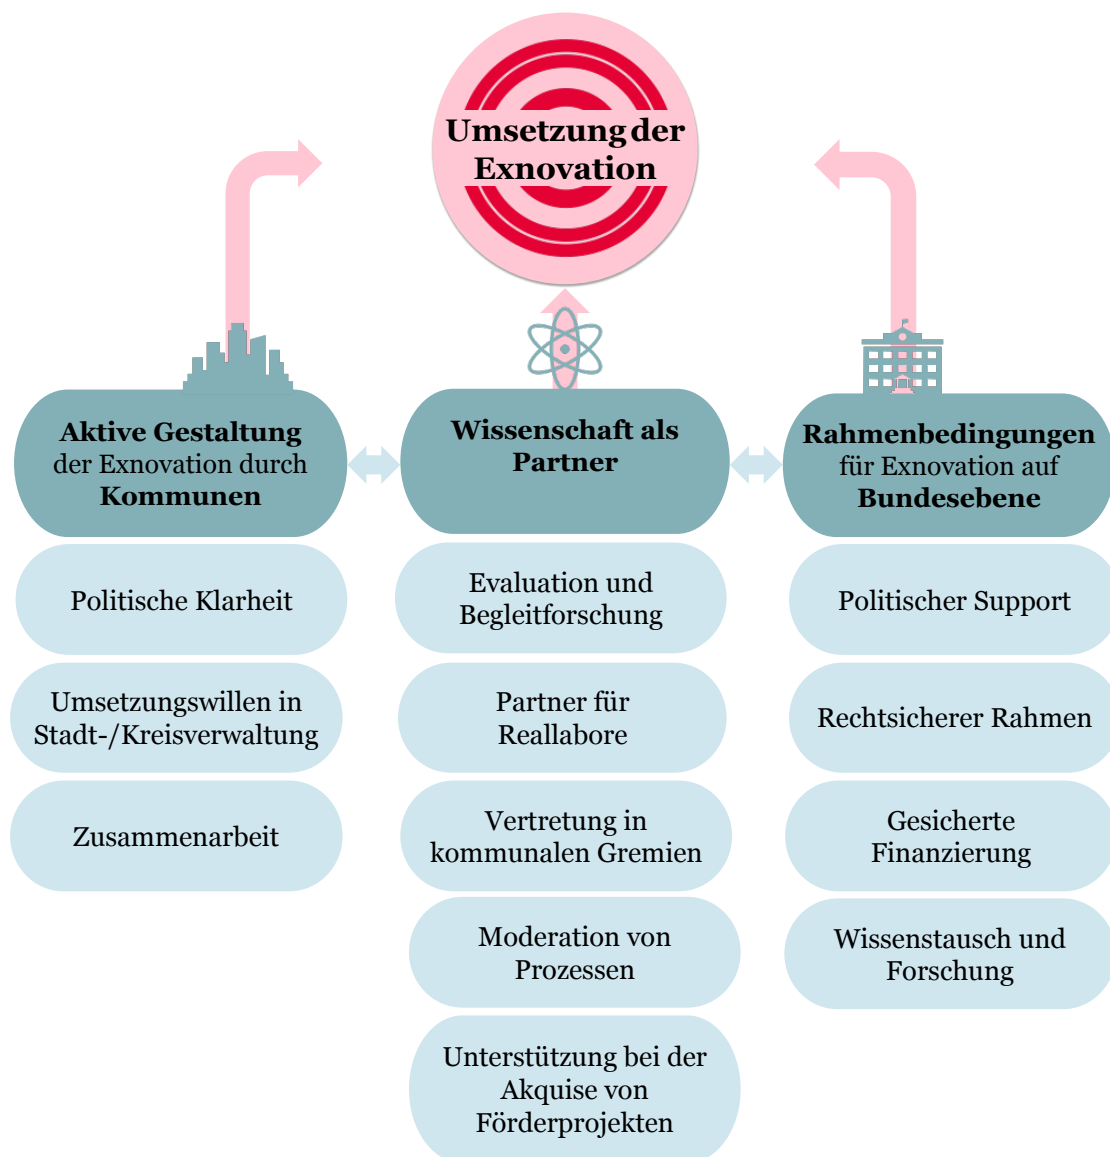 Umsetzung der
Exnovation
Aktive Gestaltung
der Exnovation durch
Kommunen
Politische Klarheit
Umsetzungswillen in
Stadt-/Kreisverwaltung
Zusammenarbeit
Wissenschaft als
Partner
Evaluation und
Begleitforschung
Partner für
Reallabore
Vertretung in
kommunalen Gremien
Moderation von
Prozessen
Unterstützung bei der
Akquise von
Förderprojekten
Rahmenbedingungen
für Exnovation auf
Bundesebene
Politischer Support
Rechtsicherer Rahmen
Gesicherte
Finanzierung
Wissenstausch und
Forschung